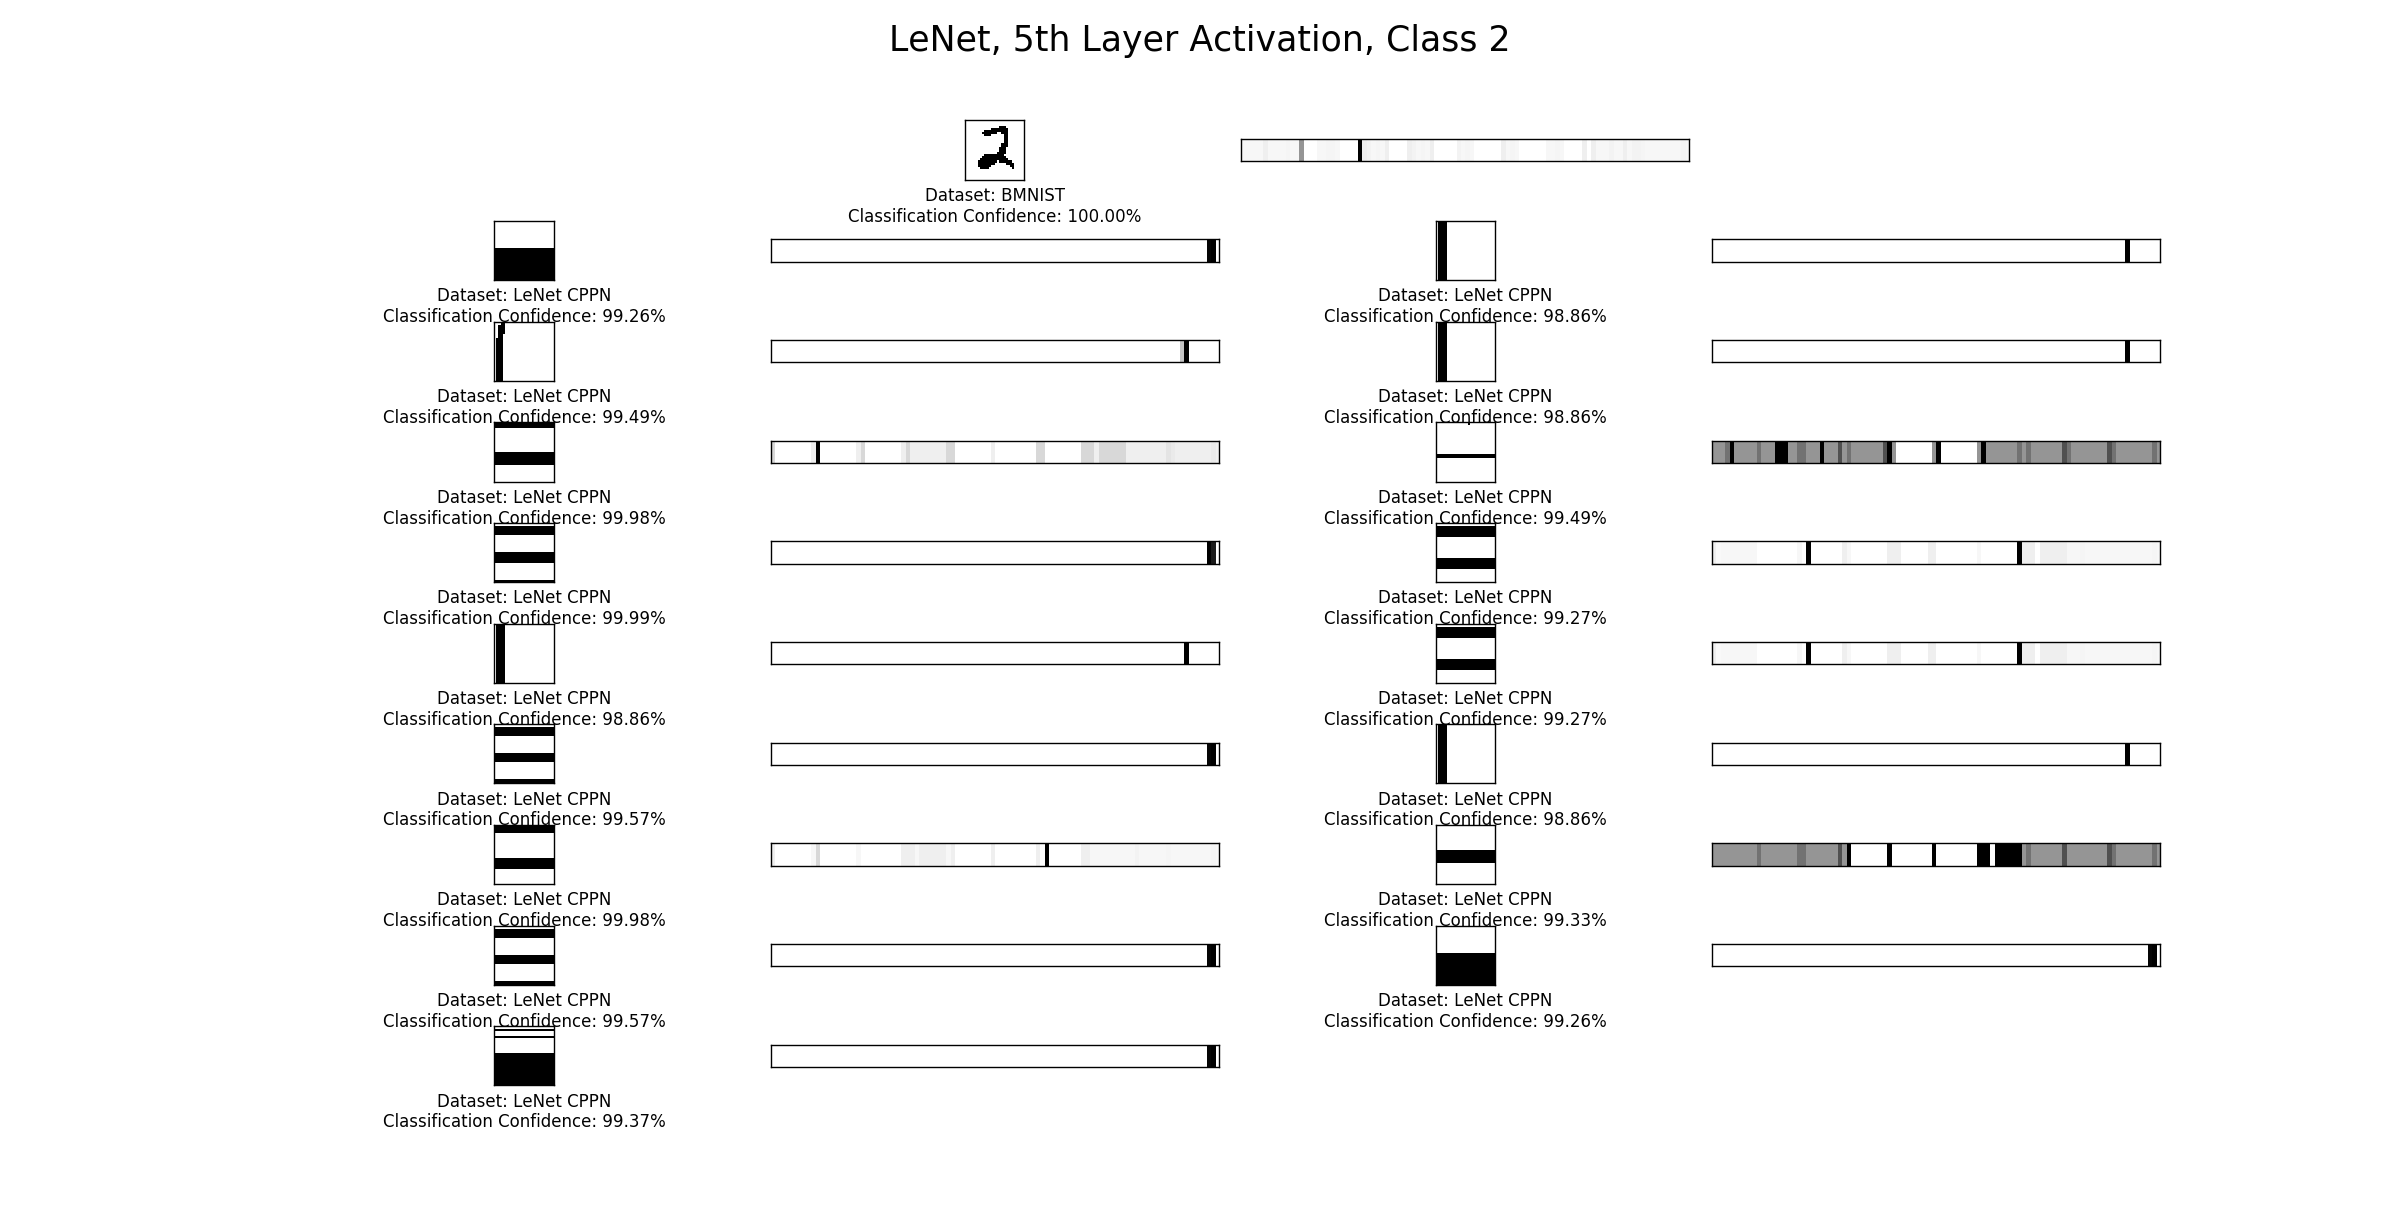 LeNet, 5th Layer Activation, Class 2
2
Dataset: BMNIST
Classification Confidence: 100.00%
Dataset: LeNet CPPN
Classification Confidence: 99.26%
Dataset: LeNet CPPN
Classification Confidence: 98.86%
Dataset: LeNet CPPN
Classification Confidence: 99.49%
Dataset: LeNet CPPN
Classification Confidence: 98.86%
Dataset: LeNet CPPN
Classification Confidence: 99.98%
Dataset: LeNet CPPN
Classification Confidence: 99.49%
Dataset: LeNet CPPN
Classification Confidence: 99.99%
Dataset: LeNet CPPN
Classification Confidence: 99.27%
Dataset: LeNet CPPN
Classification Confidence: 98.86%
Dataset: LeNet CPPN
Classification Confidence: 99.27%
Dataset: LeNet CPPN
Classification Confidence: 99.57%
Dataset: LeNet CPPN
Classification Confidence: 98.86%
Dataset: LeNet CPPN
Classification Confidence: 99.98%
Dataset: LeNet CPPN
Classification Confidence: 99.33%
Dataset: LeNet CPPN
Classification Confidence: 99.57%
Dataset: LeNet CPPN
Classification Confidence: 99.26%
Dataset: LeNet CPPN
Classification Confidence: 99.37%